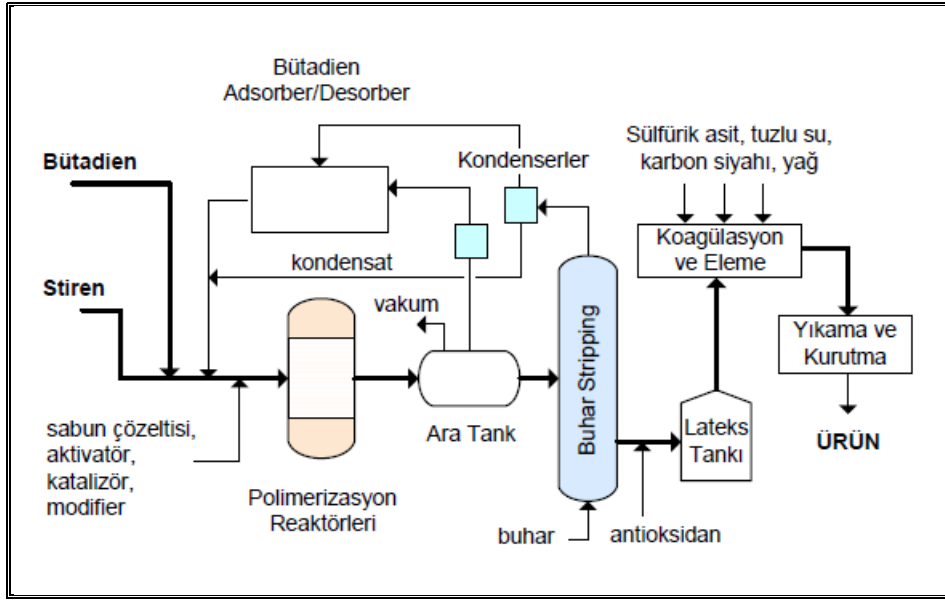 Bütadien
Adsorber/Desorber
Bütadien
Kondenserler
Sülfürik asit, tuzlu su,
karbon siyahı, yağ
Koagülasyon
ve Eleme
kondensat
Stiren
vakum
Yıkama ve
Kurutma
Buhar Stripping
sabun çözeltisi,
aktivatör,
katalizör,
modifier
Ara Tank
Lateks
Tankı
ÜRÜN
Polimerizasyon
Reaktörleri
buhar
antioksidan